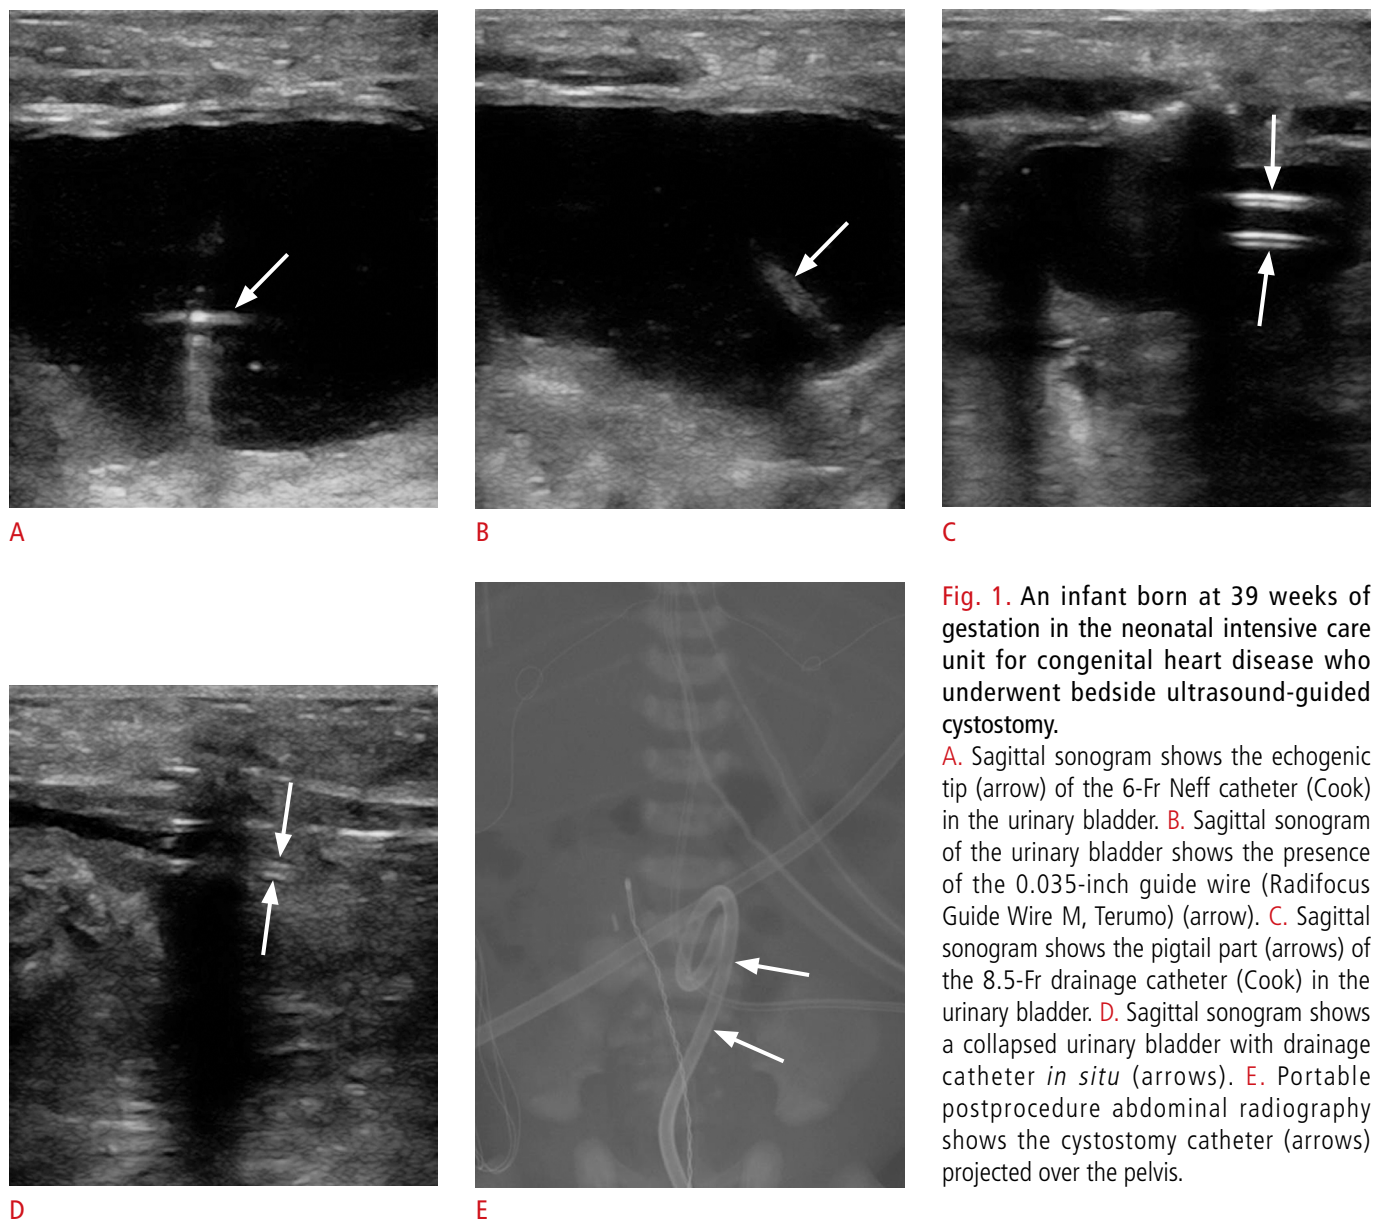 A
B
C
D
E
Fig. 1. An infant born at 39 weeks of
gestation in the neonatal intensive care
unit for congenital heart disease who
underwent bedside ultrasound-guided
cystostomy.
A. Sagittal sonogram shows the echogenic
tip (arrow) of the 6-Fr Neff catheter (Cook)
in the urinary bladder. B. Sagittal sonogram
of the urinary bladder shows the presence
of the 0.035-inch guide wire (Radifocus
Guide Wire M, Terumo) (arrow). C. Sagittal
sonogram shows the pigtail part (arrows) of
the 8.5-Fr drainage catheter (Cook) in the
urinary bladder. D. Sagittal sonogram shows
a collapsed urinary bladder with drainage
catheter in situ (arrows). E. Portable
postprocedure abdominal radiography
shows the cystostomy catheter (arrows)
projected over the pelvis.